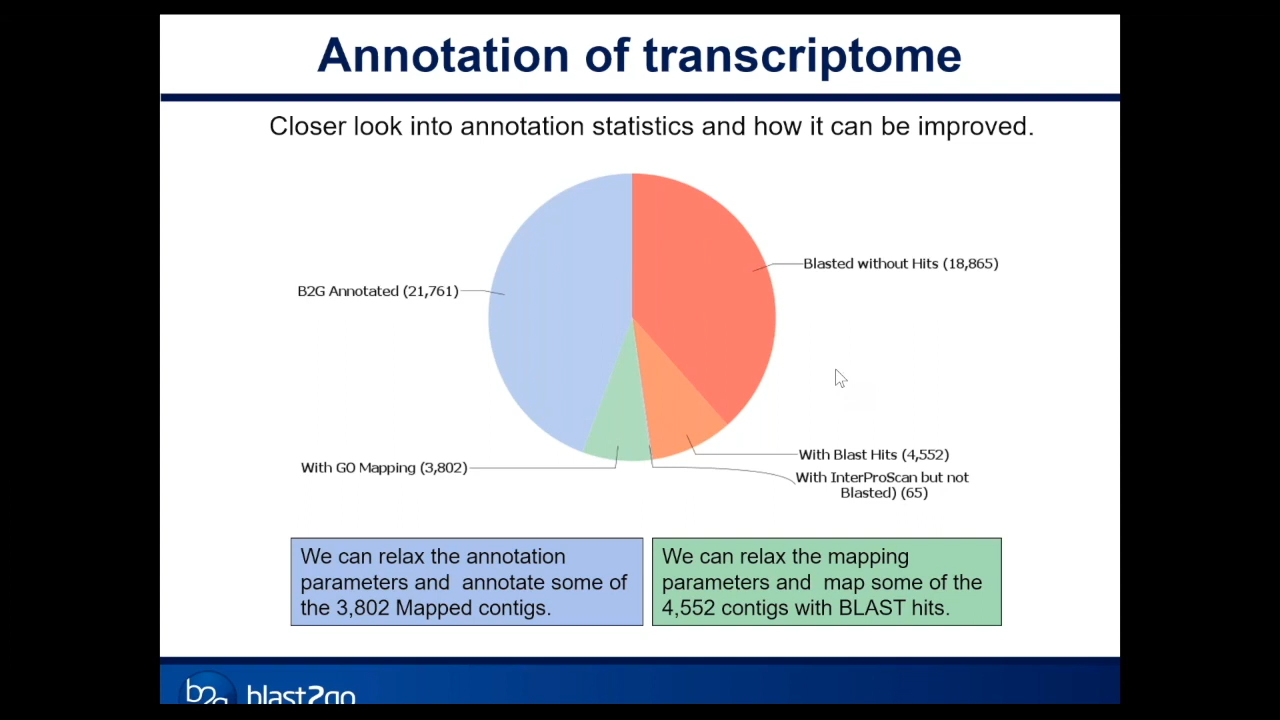 Annotation of transcriptome
Closer look into annotation statistics and how it can be improved.
Blasted without Hits (18,865)
B2G Annotated (21,761)
With Blast Hits (4,552)
With GO Mapping (3,802)
With InterProScan but not
Blasted) (65)
We can relax the annotation
parameters and  annotate some of
the 3,802 Mapped contigs.
We can relax the mapping
parameters and  map some of the
4,552 contigs with BLAST hits.
b2g blast2go